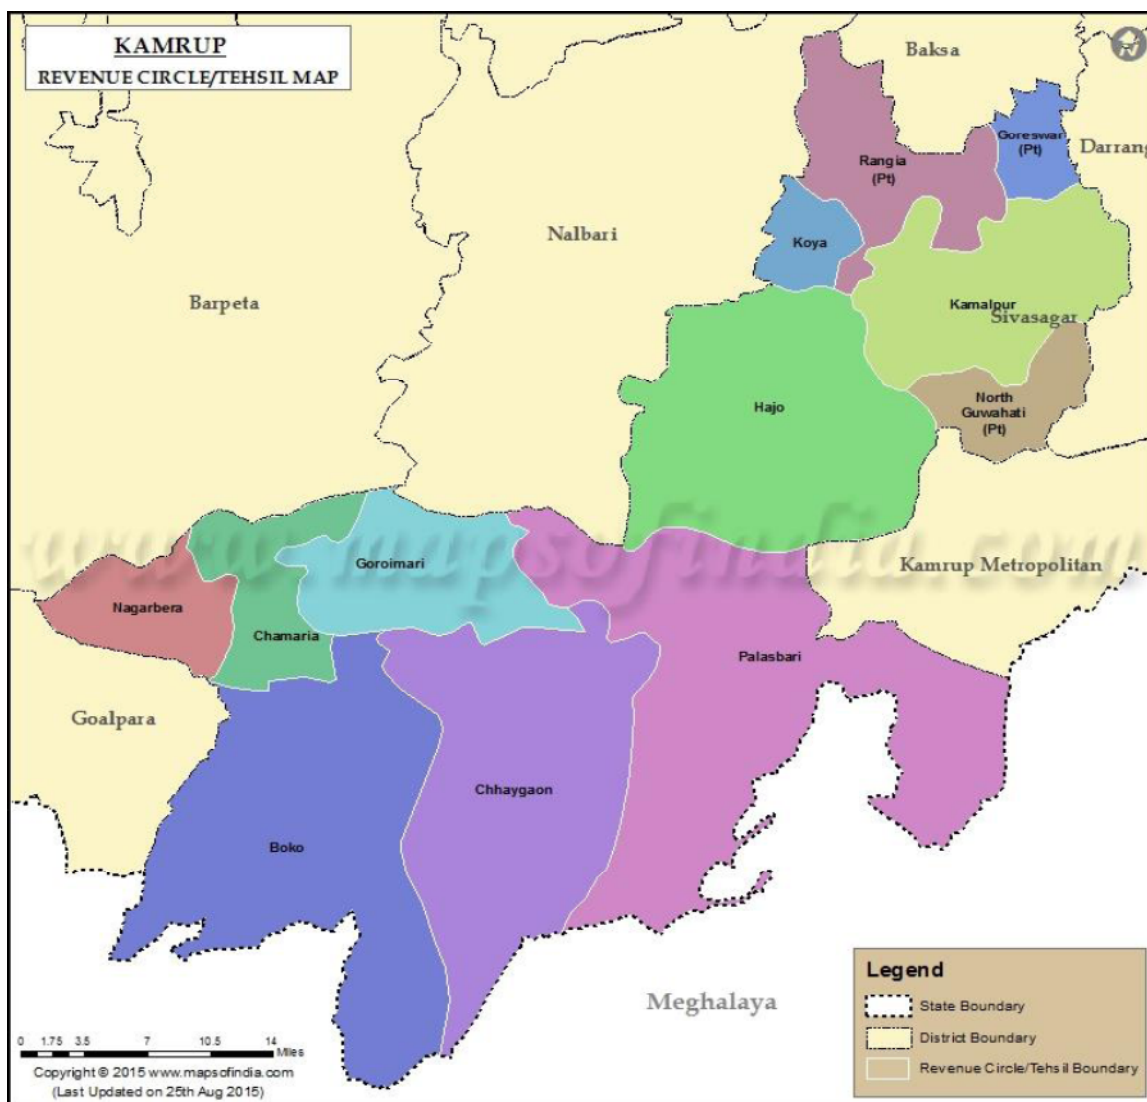 KAMRUP
REVENUE CIRCLE/TEHSIL MAP
Baksa
N
Goreswar
(Pt)
Darrang
Rangia
(Pt)
Nalbari
Koya
Barpeta
Kamalpur
Sivasagar
Hajo
North
Guwahati
(Pt)
www.mapsofindia.com
Goroimari
Kamrup Metropolitan
Nagarbera
Chamaria
Palasbari
Goalpara
Chhaygaon
Boko
Meghalaya
Legend
State Boundary
District Boundary
Revenue Circle/Tehsil Boundary
0 1.75 3.5 7 10.5 14
Miles
Copyright © 2015 www.mapsofindia.com
(Last Updated on 25th Aug 2015)